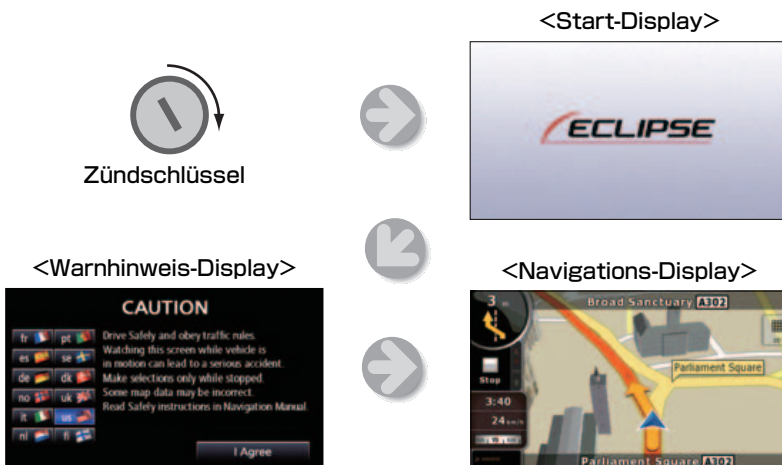 <Start-Display>
ECLIPSE
Zündschlüssel
<Warnhinweis-Display>
CAUTION
fr pt
es se
de dk
no uk
it us
nl fi
Drive Safely and obey traffic rules.
Watching this screen while vehicle is
in motion can lead to a serious accident.
Make selections only while stopped.
Some map data may be incorrect.
Read Safety instructions in Navigation Manual.
I Agree
<Navigations-Display>
3
Broad Sanctuary A302
Parliament Square
Stop
3:40
24
Parliament Square A302